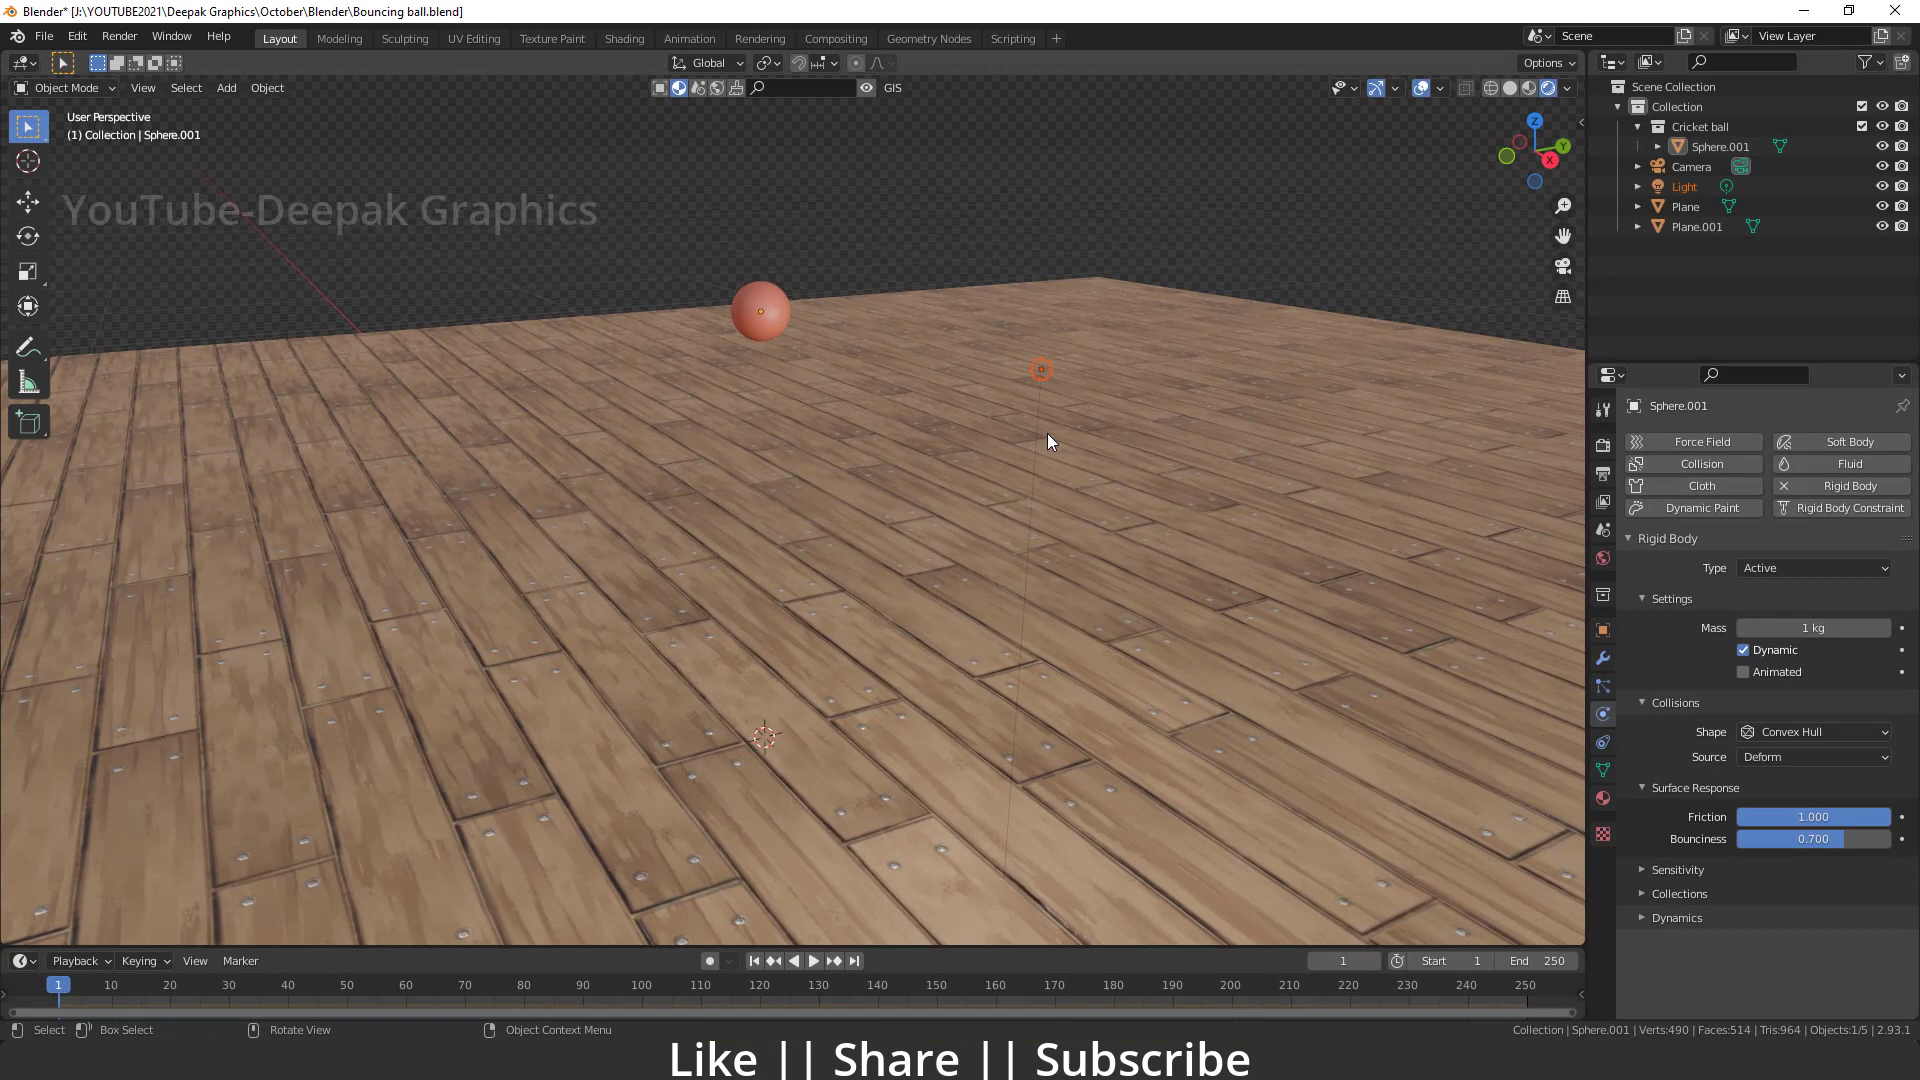 Blender* [J:\YOUTUBE2021\Deepak Graphics\October\Blender\Bouncing ball.blend]
File Edit Render Window Help Layout Modeling Sculpting UV Editing Texture Paint Shading Animation Rendering Compositing Geometry Nodes Scripting + Scene View Layer
Global Options
Object Mode View Select Add Object GIS
User Perspective
(1) Collection | Sphere.001
YouTube-Deepak Graphics
Z
Y
X
Scene Collection
Collection
Cricket ball
Sphere.001
Camera
Light
Plane
Plane.001
Sphere.001
Force Field Soft Body
Collision Fluid
Cloth Rigid Body
Dynamic Paint Rigid Body Constraint
Rigid Body
Type Active
Settings
Mass 1 kg
Dynamic
Animated
Collisions
Shape Convex Hull
Source Deform
Surface Response
Friction 1.000
Bounciness 0.700
Sensitivity
Collections
Dynamics
Playback Keying View Marker 1 Start 1 End 250
1 10 20 30 40 50 60 70 80 90 100 110 120 130 140 150 160 170 180 190 200 210 220 230 240 250
Select Box Select Rotate View Object Context Menu Collection | Sphere.001 | Verts:490 | Faces:514 | Tris:964 | Objects:1/5 | 2.93.1
Like || Share || Subscribe